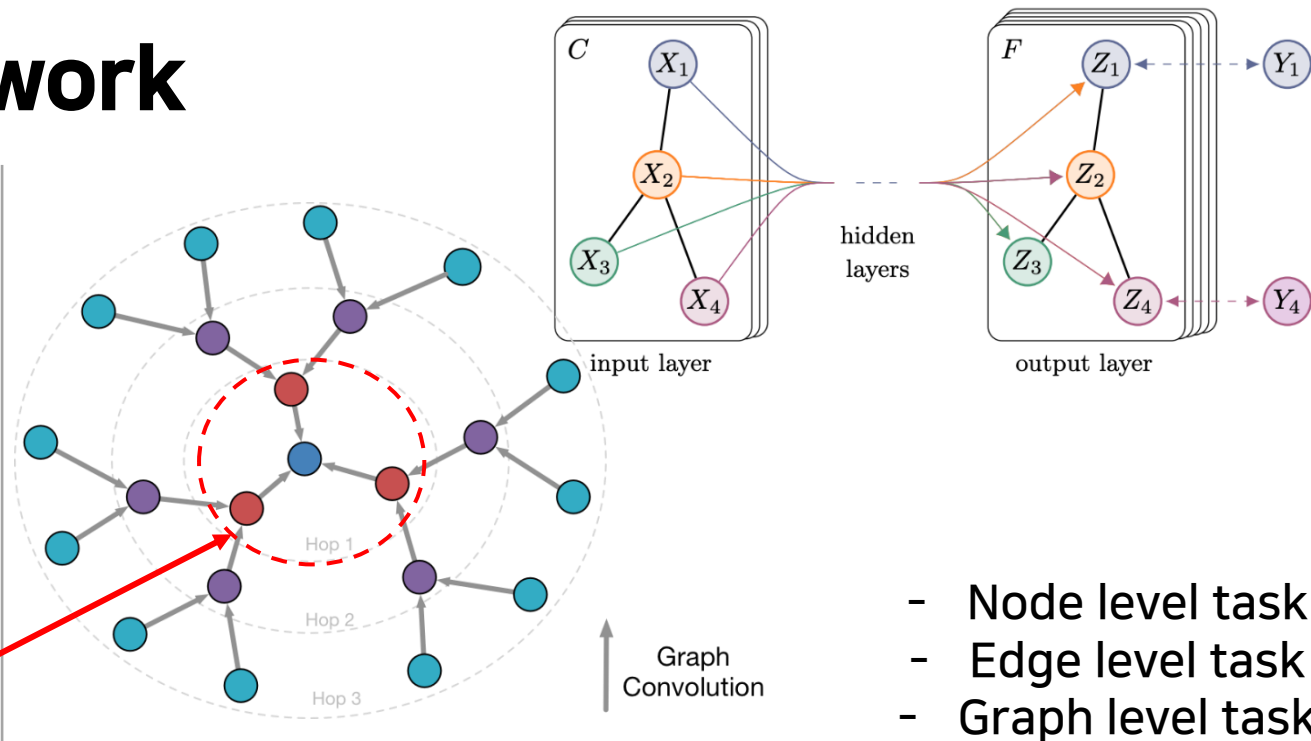 work
C
X1
X2
X3
X4
input layer
hidden
layers
F
Z1
Z2
Z3
Z4
output layer
Y1
Y4
Hop 1
Hop 2
Hop 3
Graph
Convolution
- Node level task
- Edge level task
- Graph level task